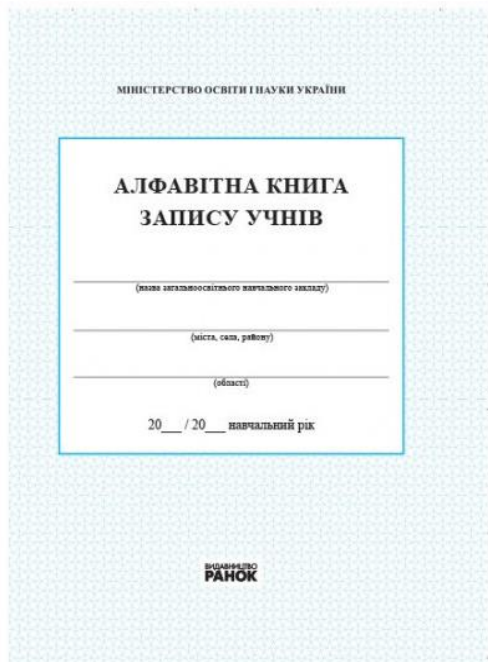 МІНІСТЕРСТВО ОСВІТИ І НАУКИ УКРАЇНИ
АЛФАВІТНА КНИГА
ЗАПИСУ УЧНІВ
(назва загальноосвітнього навчального закладу)
(міста, села, району)
(області)
20___ / 20___ навчальний рік
ВИДАВНИЦТВО
РАНОК